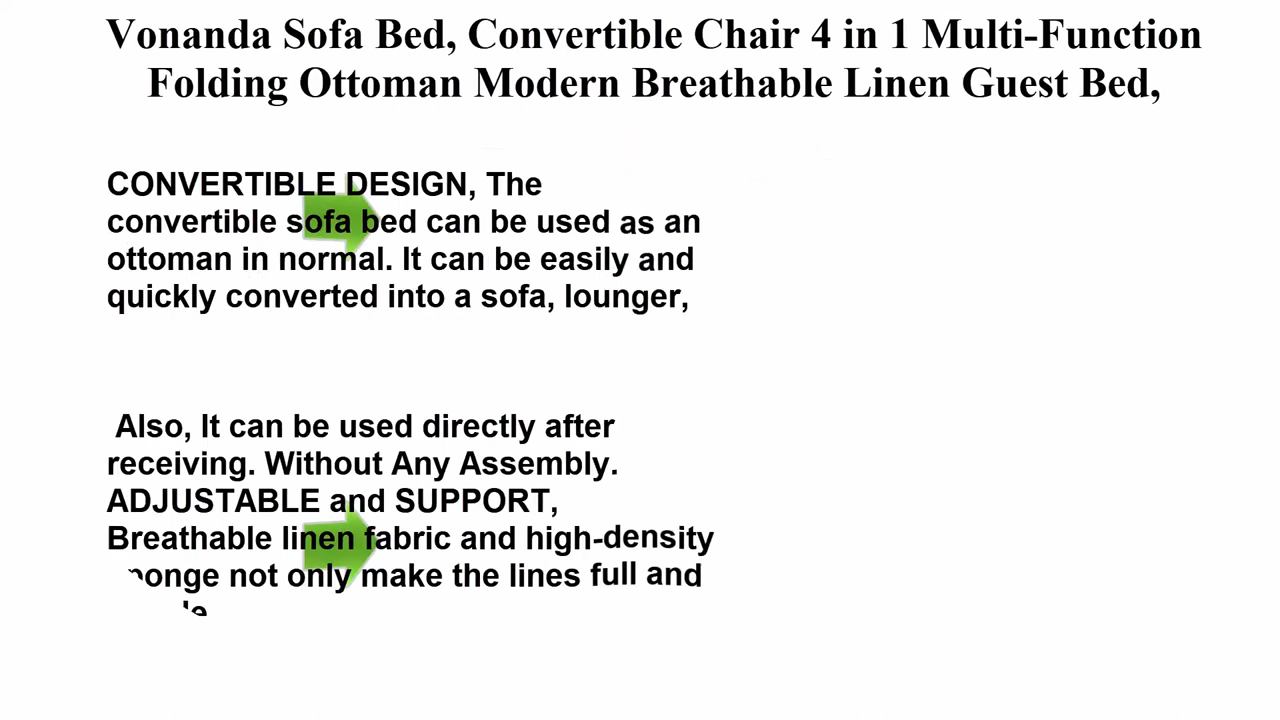 Vonanda Sofa Bed, Convertible Chair 4 in 1 Multi-Function
Folding Ottoman Modern Breathable Linen Guest Bed,
CONVERTIBLE DESIGN, The
convertible sofa bed can be used as an
ottoman in normal. It can be easily and
quickly converted into a sofa, lounger,
Also, It can be used directly after
receiving. Without Any Assembly.
ADJUSTABLE and SUPPORT,
Breathable linen fabric and high-density
not only make the lines full and